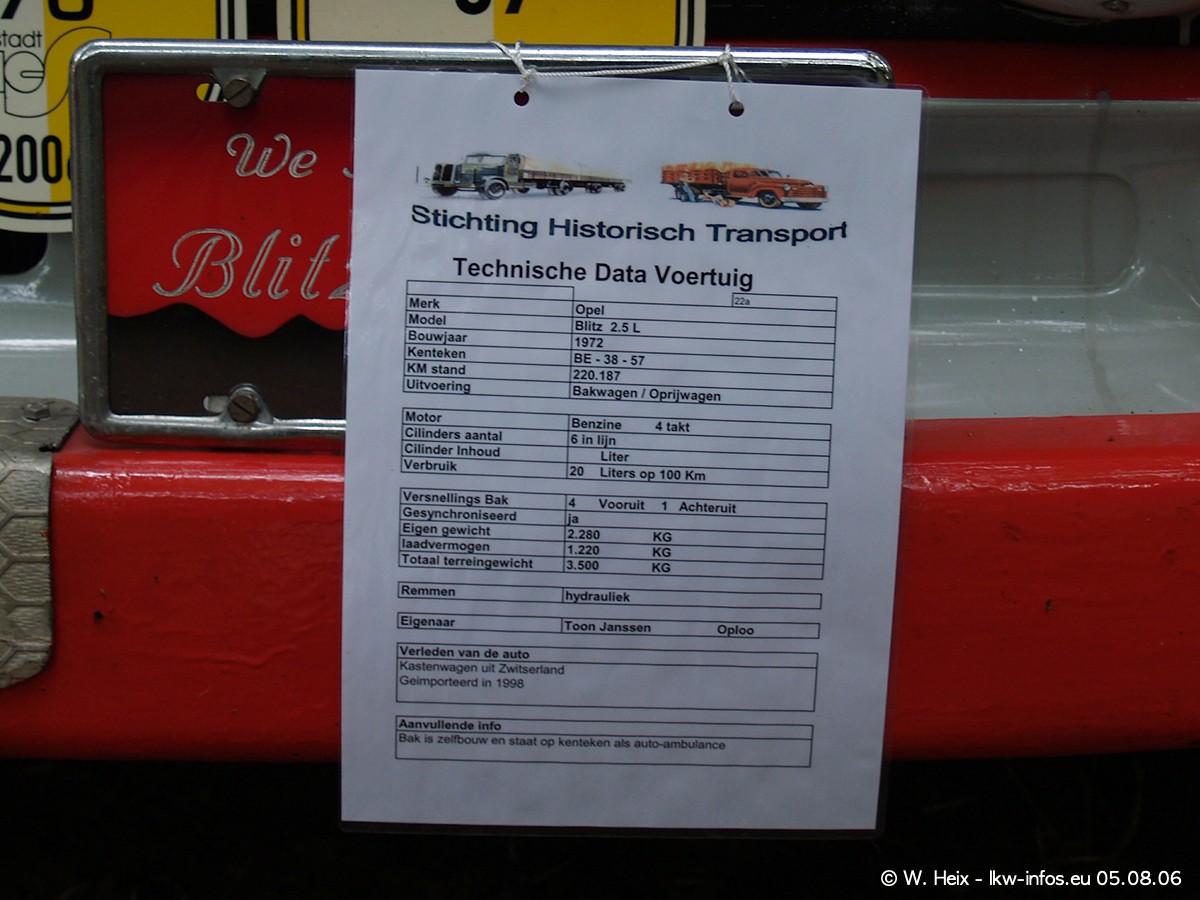 stadt
200
We
Blitz
Stichting Historisch Transport
Technische Data Voertuig
22a
Merk Opel
Model Blitz 2.5 L
Bouwjaar 1972
Kenteken BE - 38 - 57
KM stand 220.187
Uitvoering Bakwagen / Oprijwagen
Motor Benzine 4 takt
Cilinders aantal 6 in lijn
Cilinder Inhoud Liter
Verbruik 20 Liters op 100 Km
Versnellings Bak 4 Vooruit 1 Achteruit
Gesynchroniseerd ja
Eigen gewicht 2.280 KG
laadvermogen 1.220 KG
Totaal terreingewicht 3.500 KG
Remmen hydrauliek
Eigenaar Toon Janssen Oploo
Verleden van de auto
Kastenwagen uit Zwitserland
Geimporteerd in 1998
Aanvullende info
Bak is zelfbouw en staat op kenteken als auto-ambulance
© W. Heix - lkw-infos.eu 05.08.06